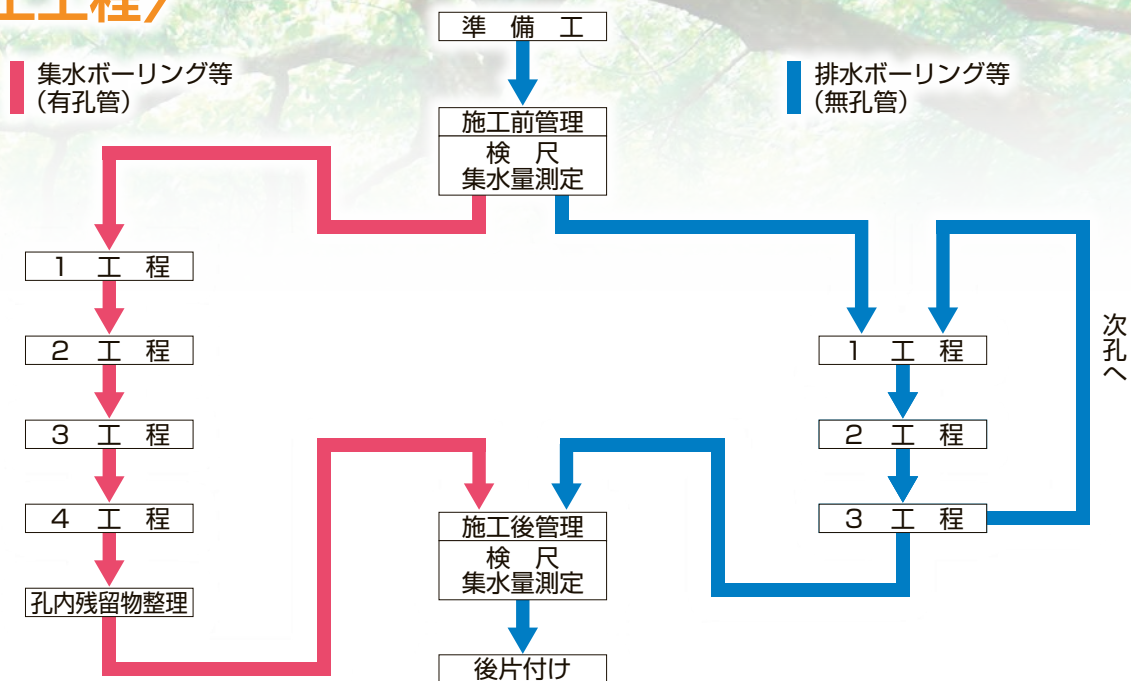 工工程/
準備工
集水ボーリング等
(有孔管)
排水ボーリング等
(無孔管)
施工前管理
検尺
集水量測定
1工程
2工程
3工程
4工程
孔内残留物整理
1工程
2工程
3工程
次孔へ
施工後管理
検尺
集水量測定
後片付け